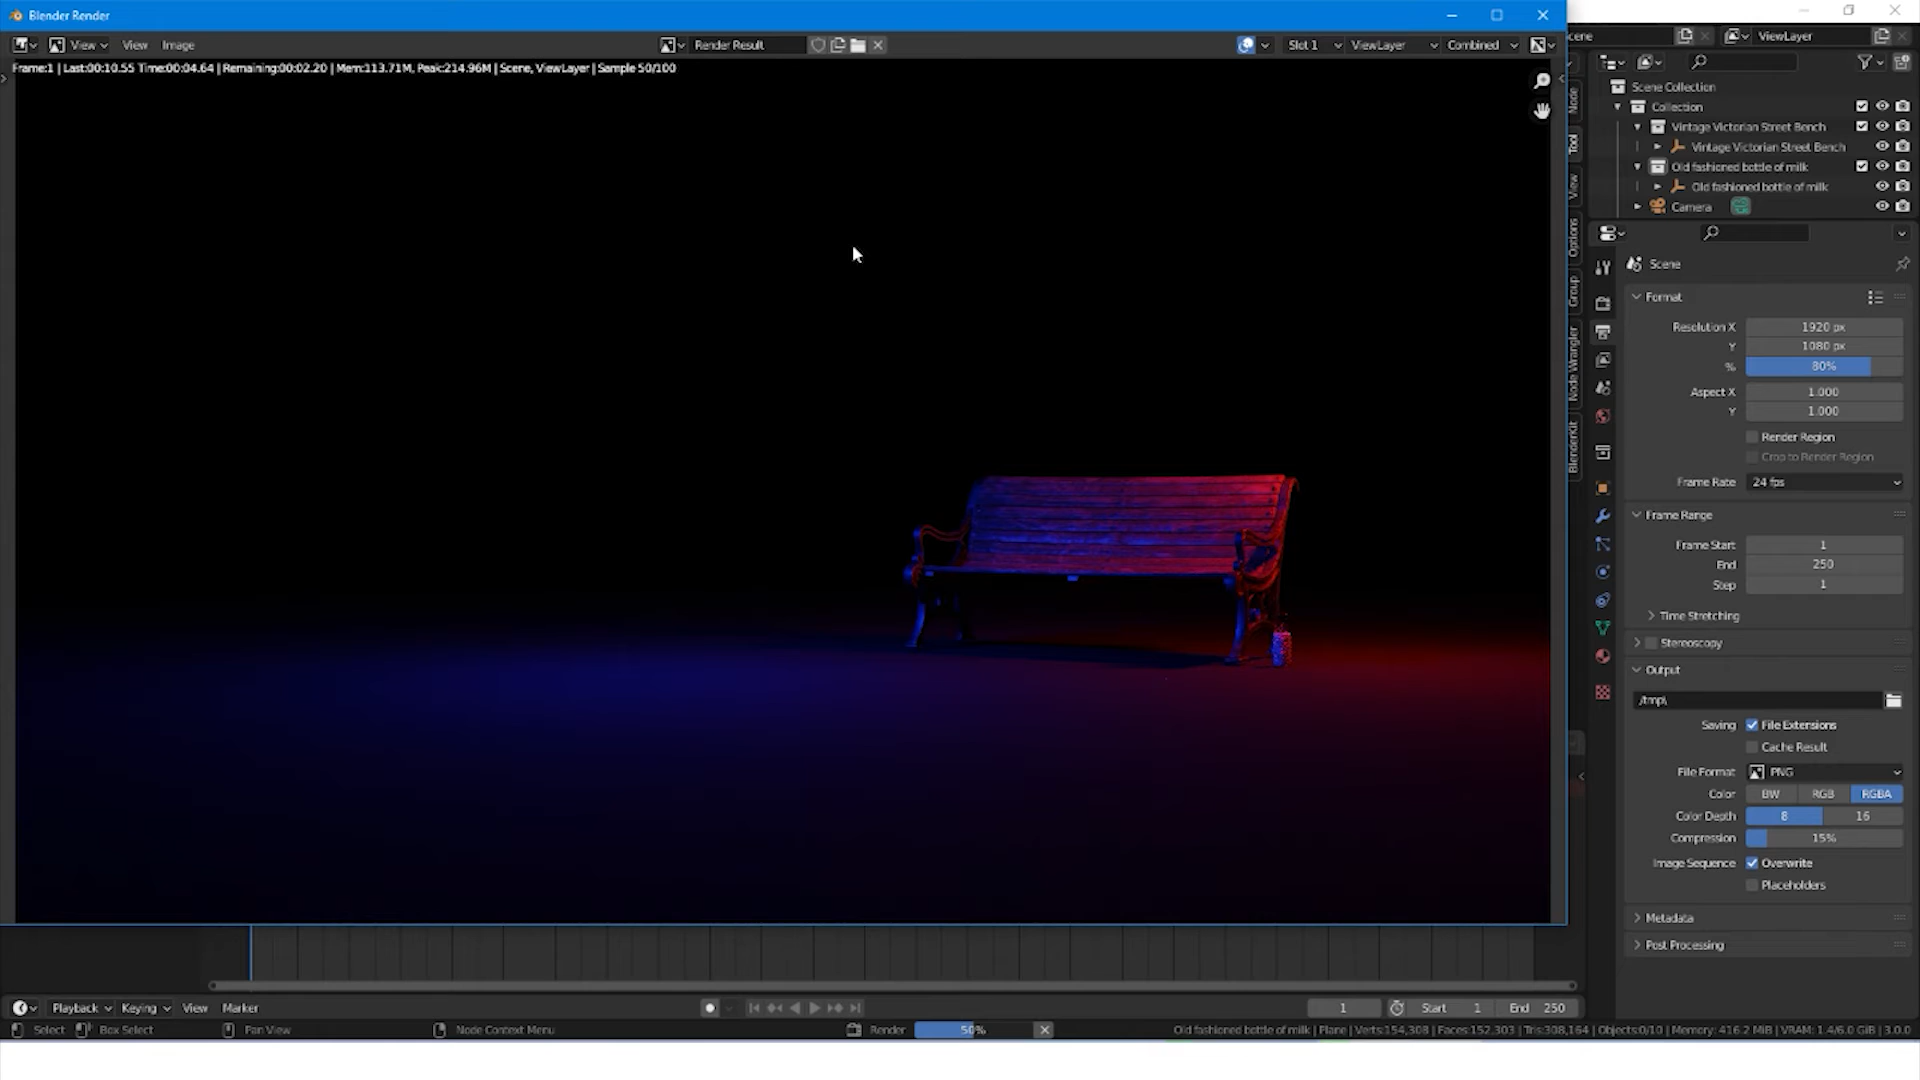 Blender Render
View View Image Render Result Slot 1 ViewLayer Combined
Frame:1 | Last:00:10.55 Time:00:04.64 | Remaining:00:02.20 | Mem:113.71M, Peak:214.96M | Scene, ViewLayer | Sample 50/100
cene ViewLayer
Scene Collection
Collection
Vintage Victorian Street Bench
Vintage Victorian Street Bench
Old fashioned bottle of milk
Old fashioned bottle of milk
Camera
Node
Tool
View
Options
Group
Node Wrangler
BlenderKit
Scene
Format
Resolution X 1920 px
Y 1080 px
% 80%
Aspect X 1.000
Y 1.000
Render Region
Crop to Render Region
Frame Rate 24 fps
Frame Range
Frame Start 1
End 250
Step 1
Time Stretching
Stereoscopy
Output
/tmp\
Saving File Extensions
Cache Result
File Format PNG
Color BW RGB RGBA
Color Depth 8 16
Compression 15%
Image Sequence Overwrite
Placeholders
Metadata
Post Processing
Playback Keying View Marker 1 Start 1 End 250
Select Box Select Pan View Node Context Menu Render 50% Old fashioned bottle of milk | Plane | Verts:154,308 | Faces:152,303 | Tris:308,164 | Objects:0/10 | Memory: 416.2 MiB | VRAM: 1.4/6.0 GiB | 3.0.0